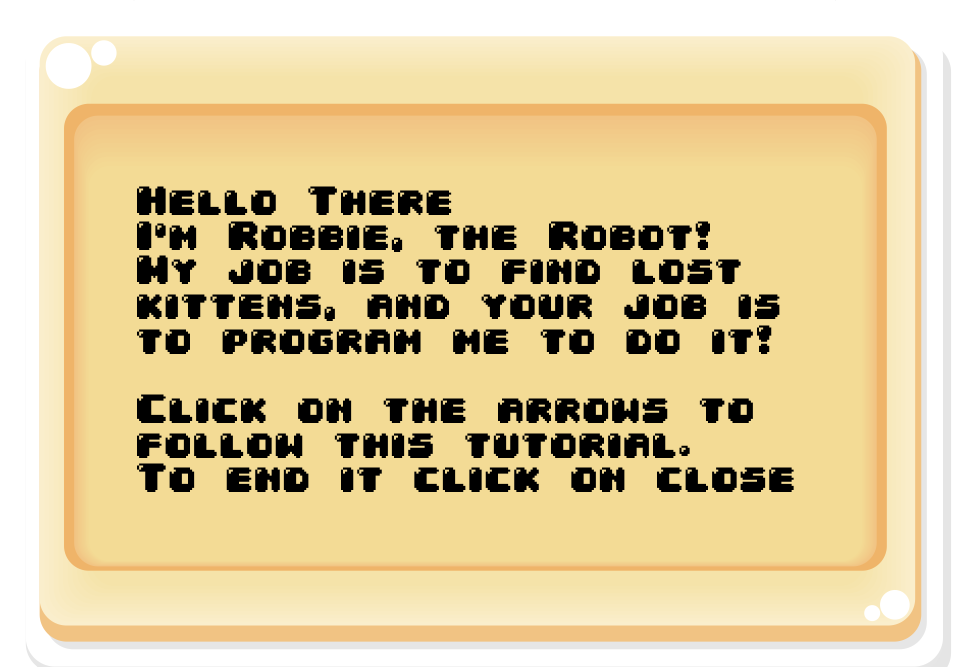 Hello There
I'm Robbie, the Robot!
My job is to find lost
kittens, and your job is
to program me to do it!
Click on the arrows to
follow this tutorial.
To end it click on close